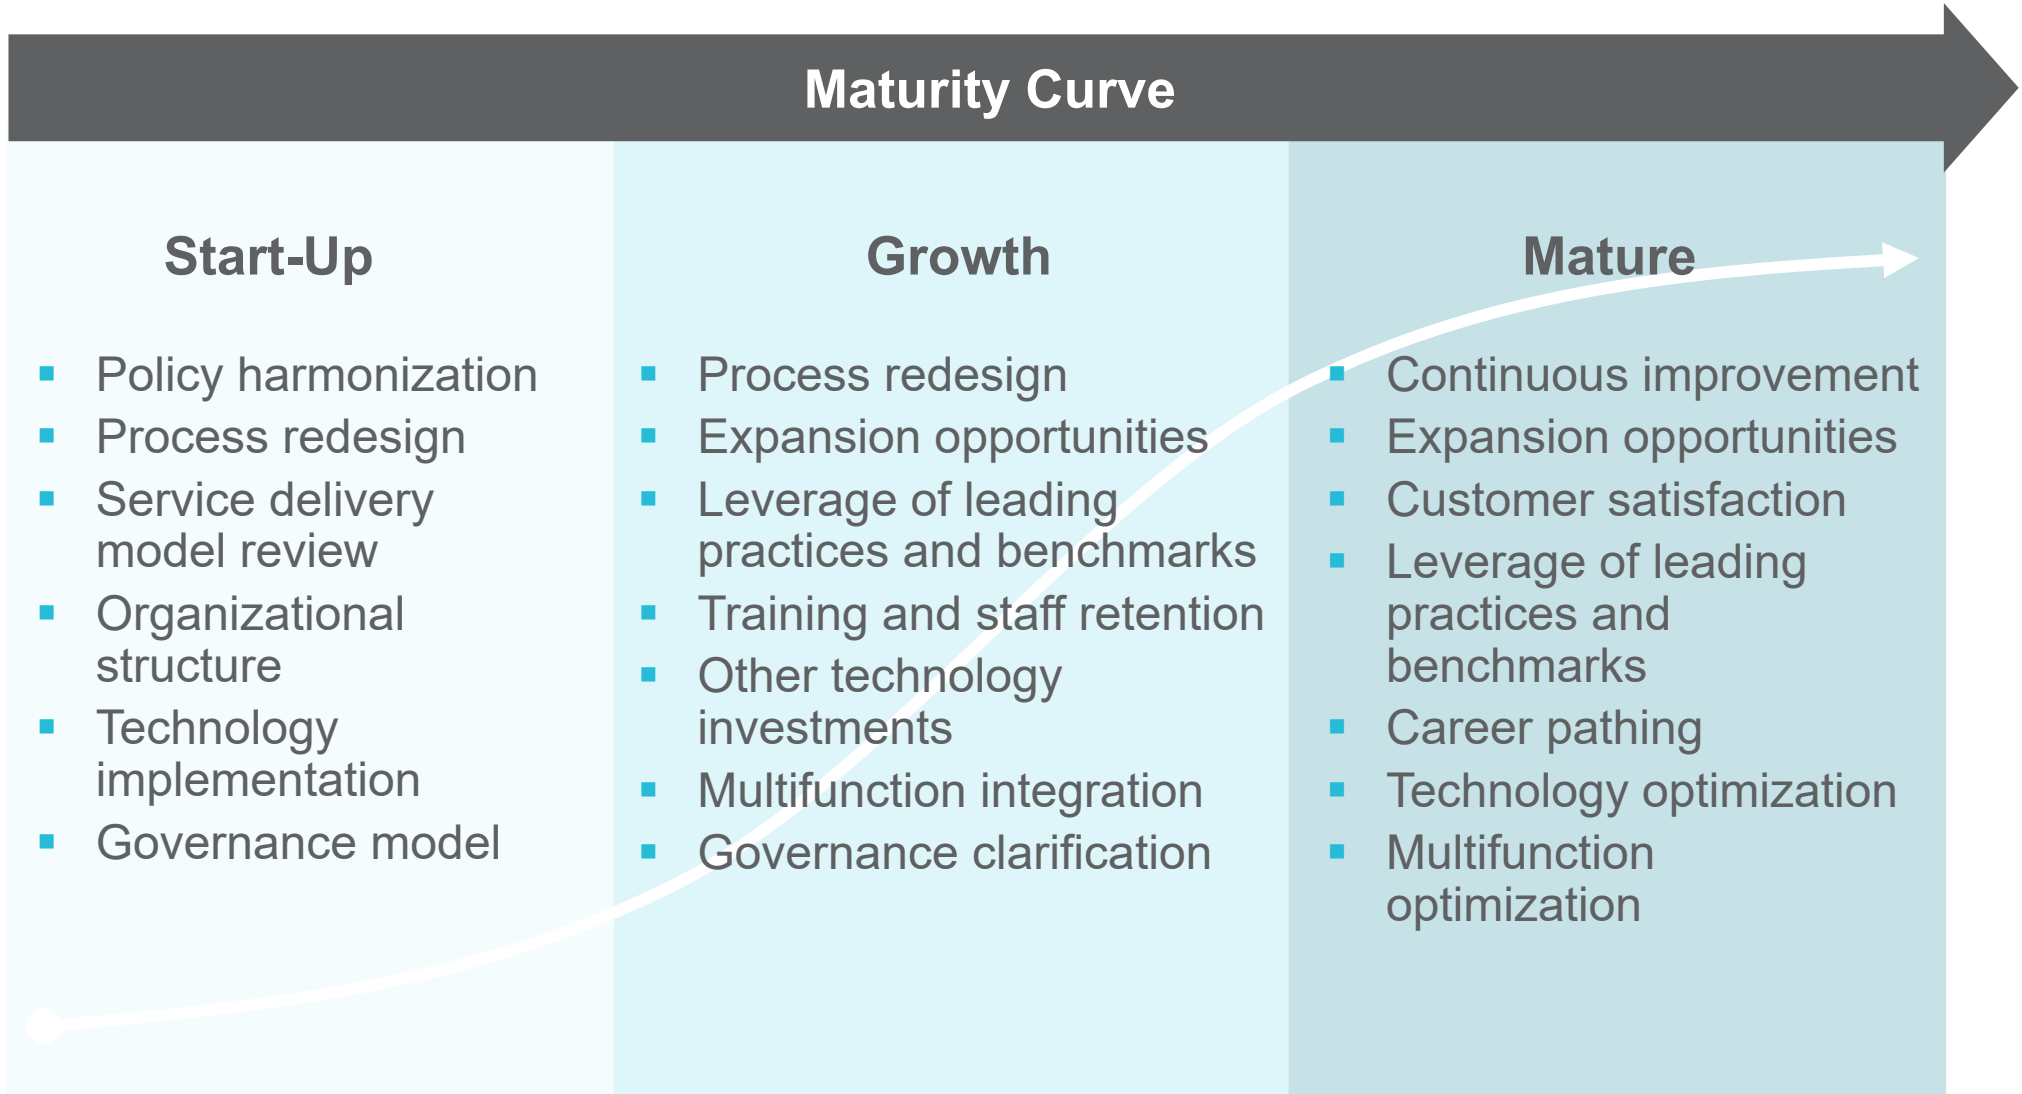 Maturity Curve
Start-Up
▪ Policy harmonization
▪ Process redesign
▪ Service delivery
model review
▪ Organizational
structure
▪ Technology
implementation
▪ Governance model
Growth
▪ Process redesign
▪ Expansion opportunities
▪ Leverage of leading
practices and benchmarks
▪ Training and staff retention
▪ Other technology
investments
▪ Multifunction integration
▪ Governance clarification
Mature
▪ Continuous improvement
▪ Expansion opportunities
▪ Customer satisfaction
▪ Leverage of leading
practices and
benchmarks
▪ Career pathing
▪ Technology optimization
▪ Multifunction
optimization